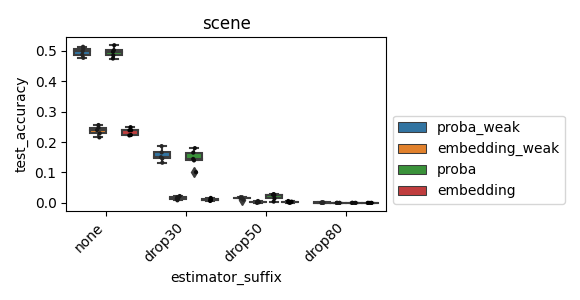 scene
0.5
0.4
0.3
0.2
0.1
0.0
test_accuracy
none
drop30
drop50
drop80
estimator_suffix
proba_weak
embedding_weak
proba
embedding